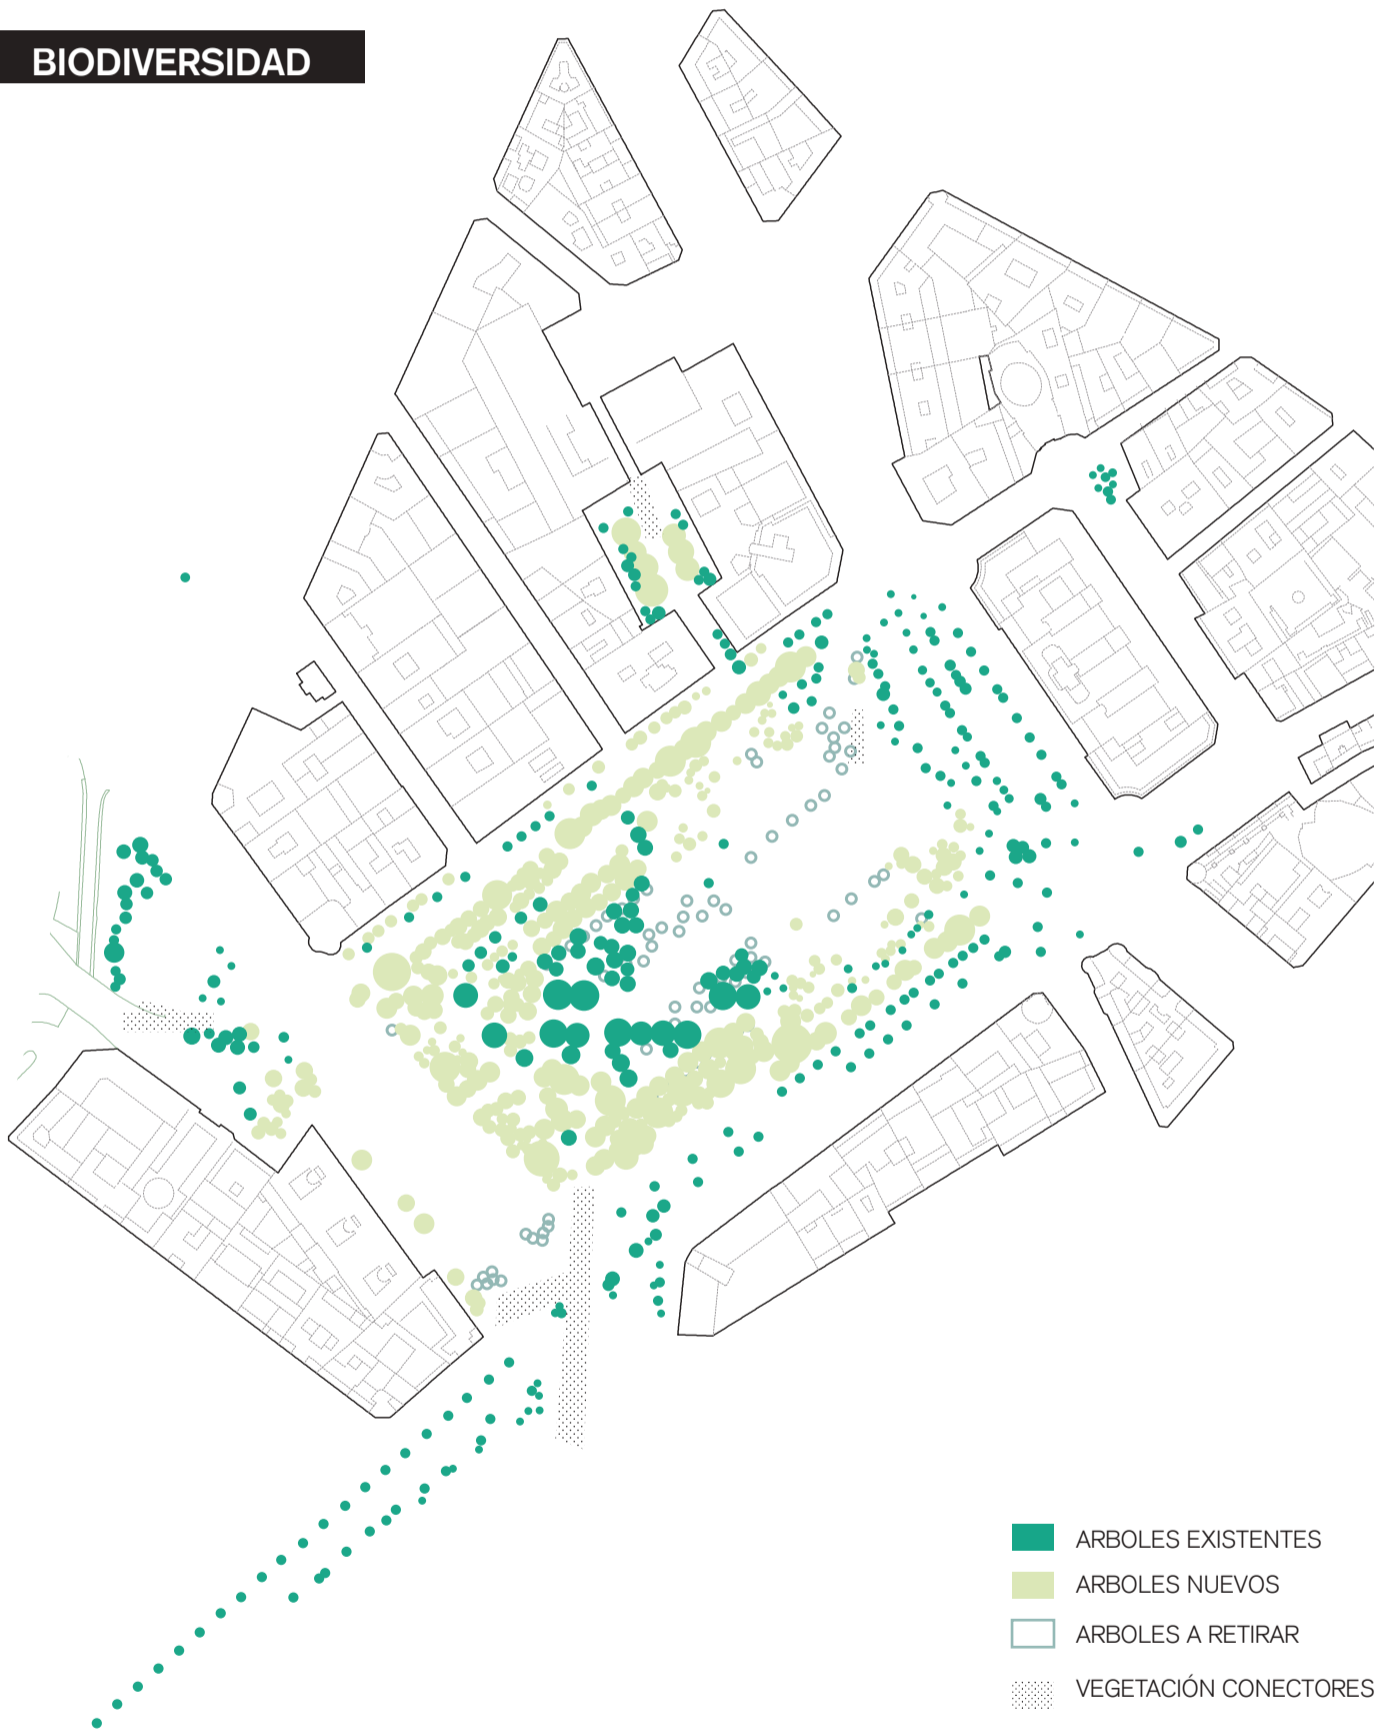 BIODIVERSIDAD
ARBOLES EXISTENTES
ARBOLES NUEVOS
ARBOLES A RETIRAR
VEGETACIÓN CONECTORES